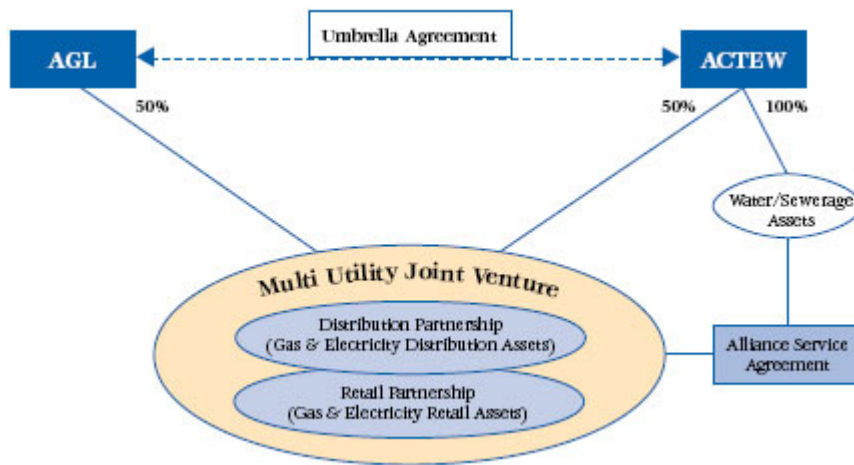 Umbrella Agreement
AGL
ACTEW
50%
50%
100%
Water/Sewerage
Assets
Multi Utility Joint Venture
Distribution Partnership
(Gas & Electricity Distribution Assets)
Alliance Service
Agreement
Retail Partnership
(Gas & Electricity Retail Assets)